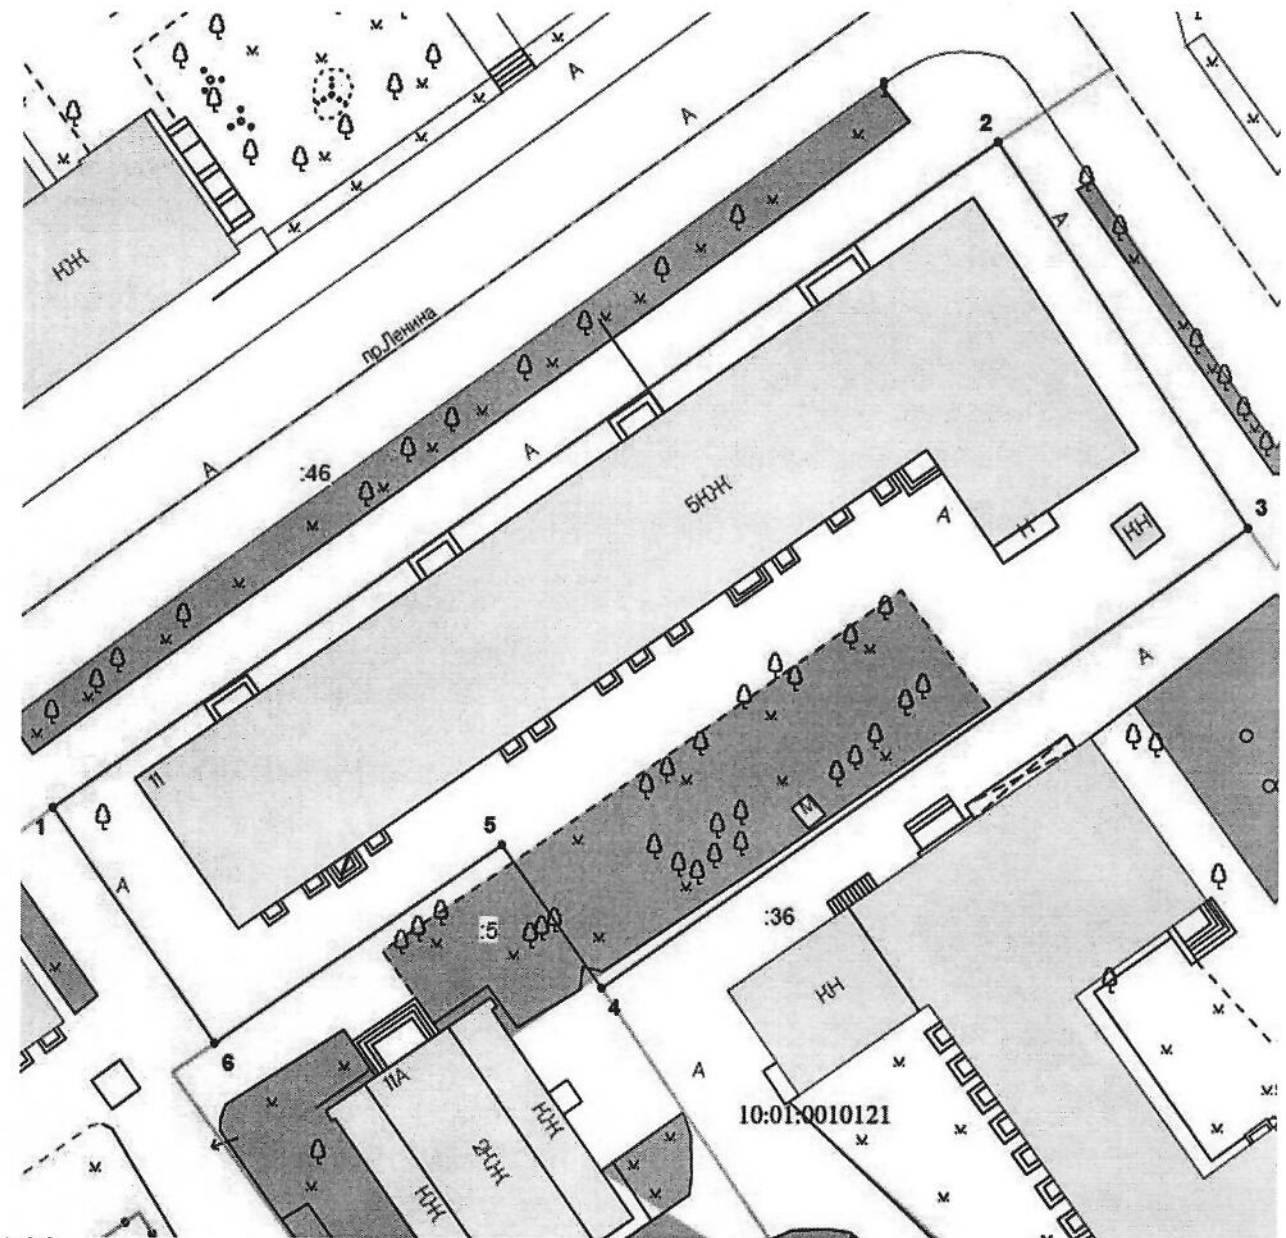 А
А
2
А
КЖ
пр.Ленина
А
:46
А
5КЖ
А
Н
КН
3
А
11
1
А
5
:5
М
:36
4
КН
6
11А
А
КЖ
10:01:0010121
2КЖ
КЖ